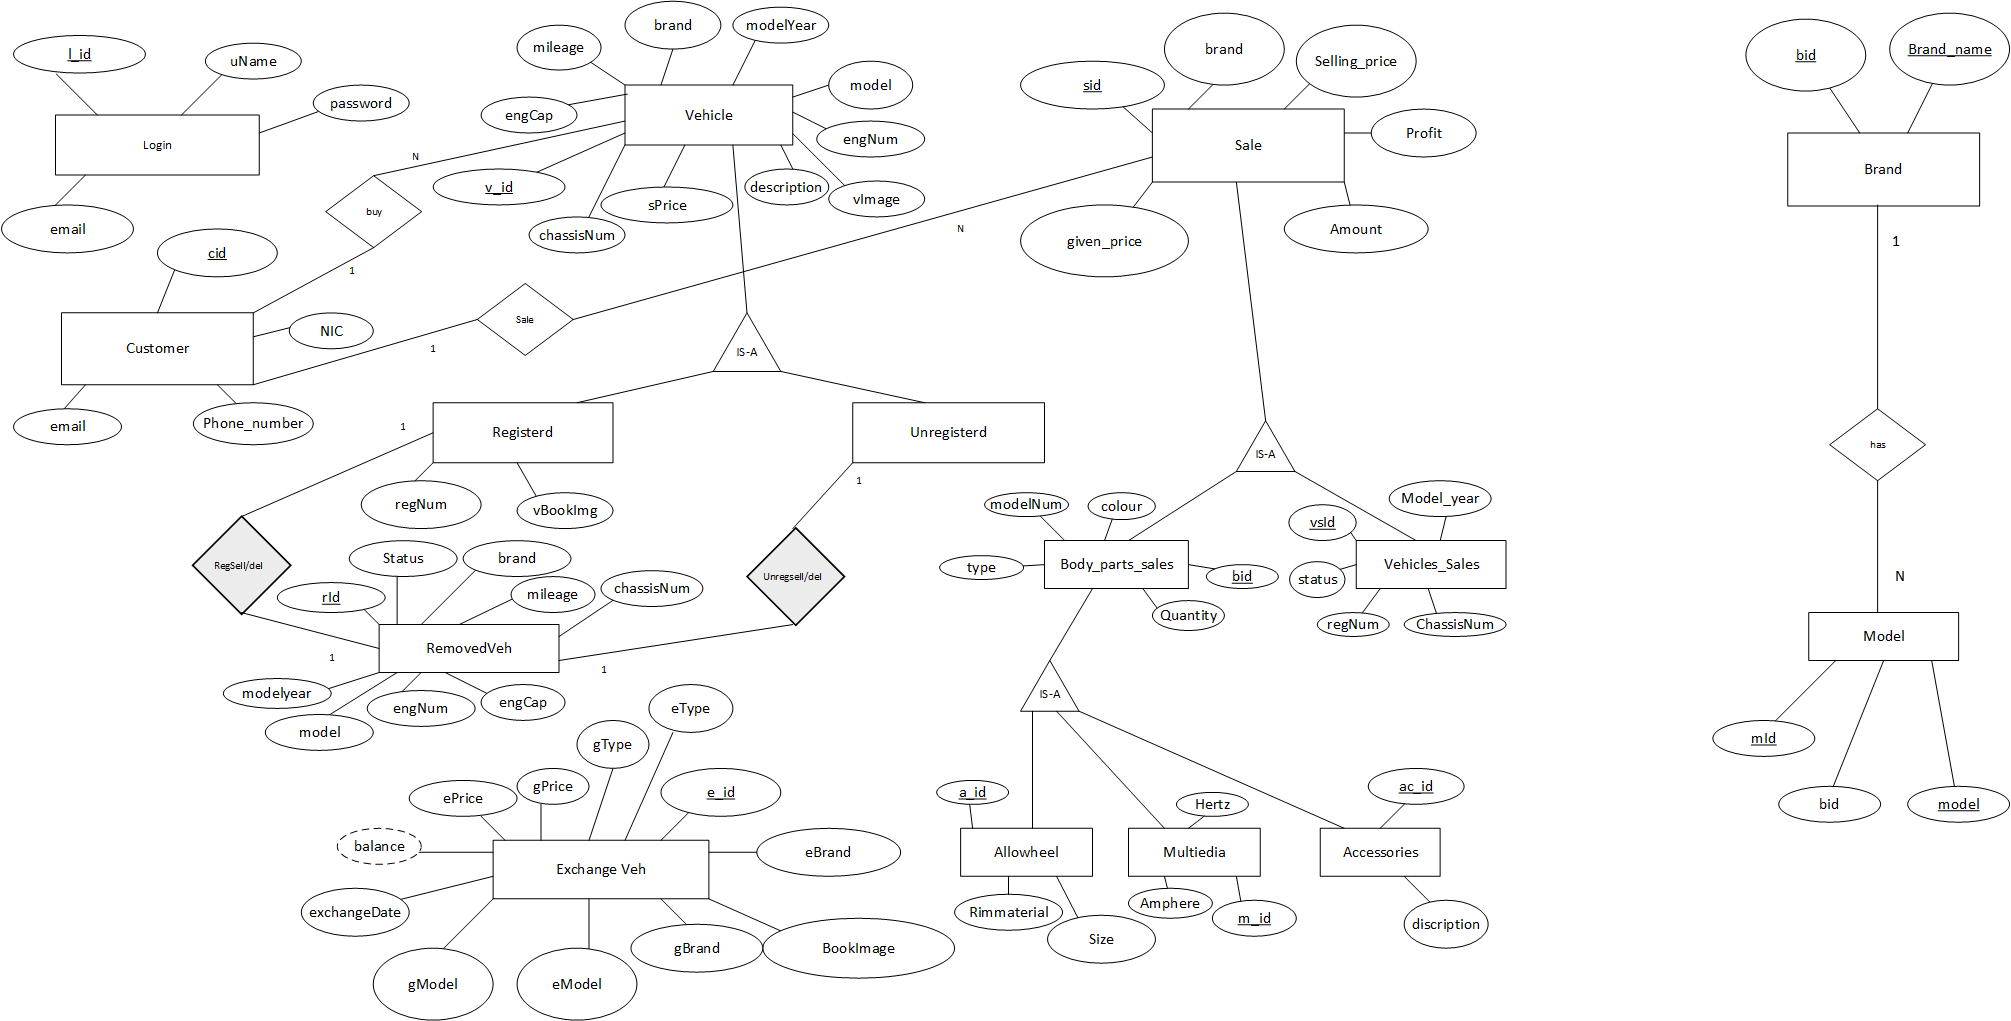 l_id
uName
password
Login
email
mileage
brand
modelYear
model
engCap
Vehicle
engNum
v_id
sPrice
description
vImage
chassisNum
N
buy
1
cid
NIC
Customer
email
Phone_number
1
Sale
N
sid
brand
Selling_price
Sale
Profit
given_price
Amount
bid
Brand_name
Brand
1
has
N
Model
mId
bid
model
IS-A
1
Registerd
Unregisterd
regNum
vBookImg
1
RegSell/del
Unregsell/del
Status
brand
rId
mileage
chassisNum
RemovedVeh
1
1
modelyear
model
engNum
engCap
IS-A
modelNum
colour
type
Body_parts_sales
bid
Quantity
Model_year
vsId
status
Vehicles_Sales
regNum
ChassisNum
IS-A
a_id
Allowheel
Rimmaterial
Size
Hertz
Multiedia
Amphere
m_id
ac_id
Accessories
discription
eType
gType
gPrice
ePrice
e_id
balance
Exchange Veh
eBrand
exchangeDate
gModel
eModel
gBrand
BookImage